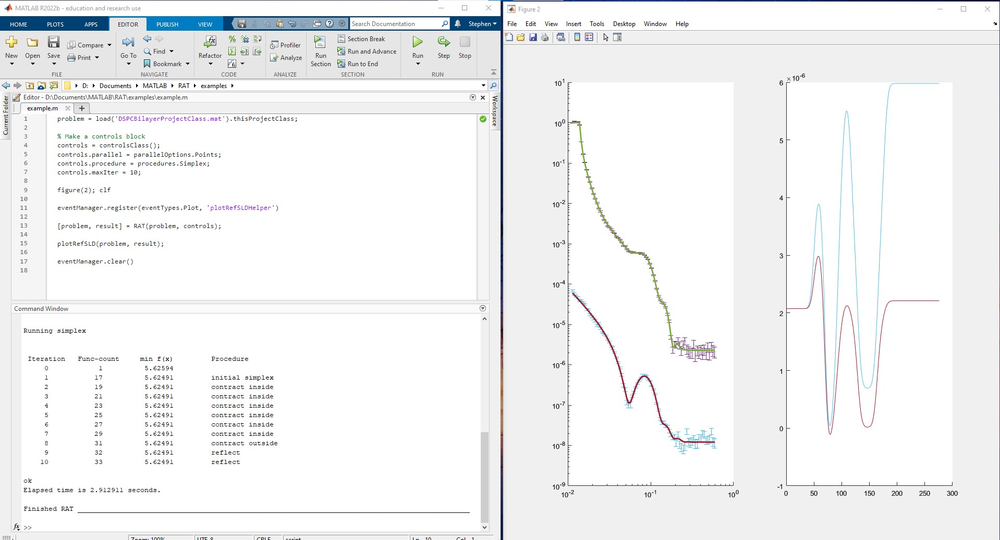 MATLAB R2022b - education and research use
HOME PLOTS APPS EDITOR PUBLISH VIEW Search Documentation Stephen
New Open Save Compare Print Go To Find Bookmark Refactor Profiler Analyze Run Section Section Break Run and Advance Run to End Run Step Stop
FILE NAVIGATE CODE ANALYZE SECTION RUN
D: Documents MATLAB RAT examples
Current Folder
Workspace
Editor - D:\Documents\MATLAB\RAT\examples\example.m
example.m
1 problem = load('DSPCBilayerProjectClass.mat').thisProjectClass;
2
3 % Make a controls block
4 controls = controlsClass();
5 controls.parallel = parallelOptions.Points;
6 controls.procedure = procedures.Simplex;
7 controls.maxIter = 10;
8
9 figure(2); clf
10
11 eventManager.register(eventTypes.Plot, 'plotRefSLDHelper')
12
13 [problem, result] = RAT(problem, controls);
14
15 plotRefSLD(problem, result);
16
17 eventManager.clear()
18
Command Window
Running simplex
Iteration Func-count min f(x) Procedure
0 1 5.62594
1 17 5.62491 initial simplex
2 19 5.62491 contract inside
3 21 5.62491 contract inside
4 23 5.62491 contract inside
5 25 5.62491 contract inside
6 27 5.62491 contract inside
7 29 5.62491 contract inside
8 31 5.62491 contract outside
9 32 5.62491 reflect
10 33 5.62491 reflect
ok
Elapsed time is 2.912911 seconds.
Finished RAT
fx >>
Zoom: 100% UTF-8 CRLF script Ln 10 Col 1
Figure 2
File Edit View Insert Tools Desktop Window Help
10^1
10^0
10^-1
10^-2
10^-3
10^-4
10^-5
10^-6
10^-7
10^-8
10^-9
10^-2 10^-1 10^0
×10^-6
6
5
4
3
2
1
0
-1
0 50 100 150 200 250 300